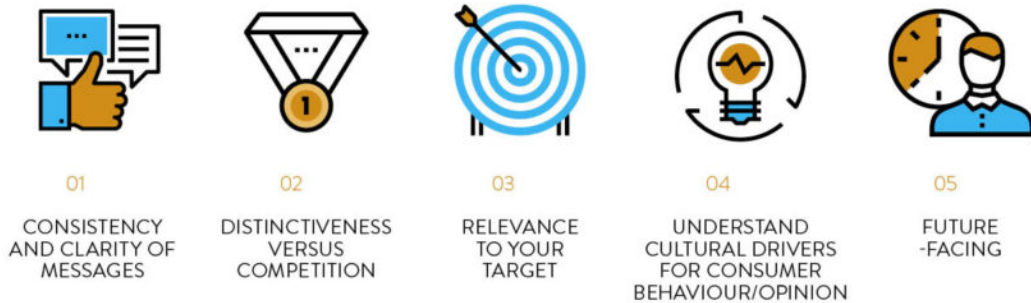 1
01
CONSISTENCY
AND CLARITY OF
MESSAGES
02
DISTINCTIVENESS
VERSUS
COMPETITION
03
RELEVANCE
TO YOUR
TARGET
04
UNDERSTAND
CULTURAL DRIVERS
FOR CONSUMER
BEHAVIOUR/OPINION
05
FUTURE
-FACING